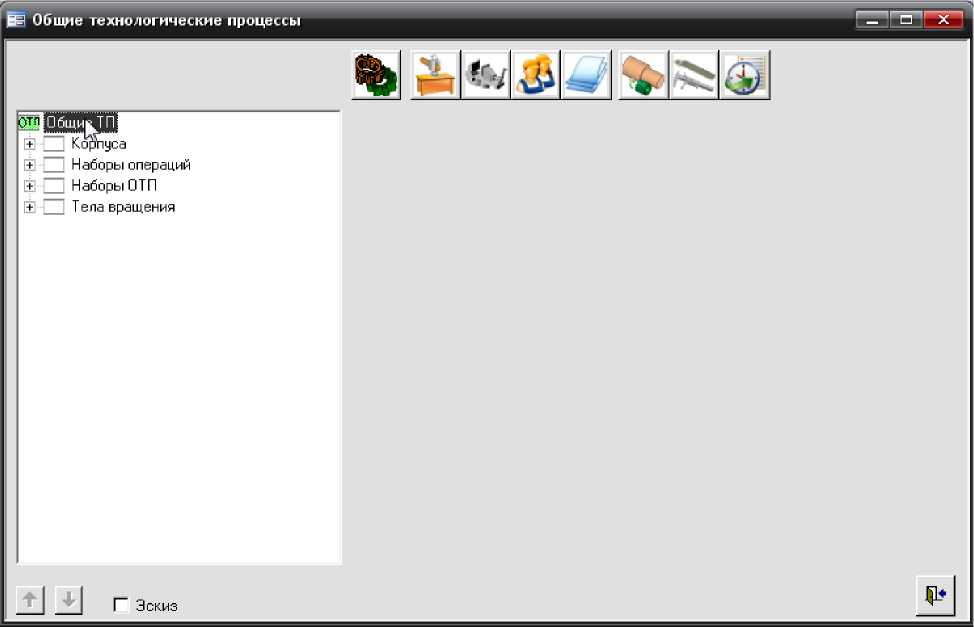 Общие технологические процессы
ОТП Общие ТП
Корпуса
Наборы операций
Наборы ОТП
Тела вращения
Эскиз